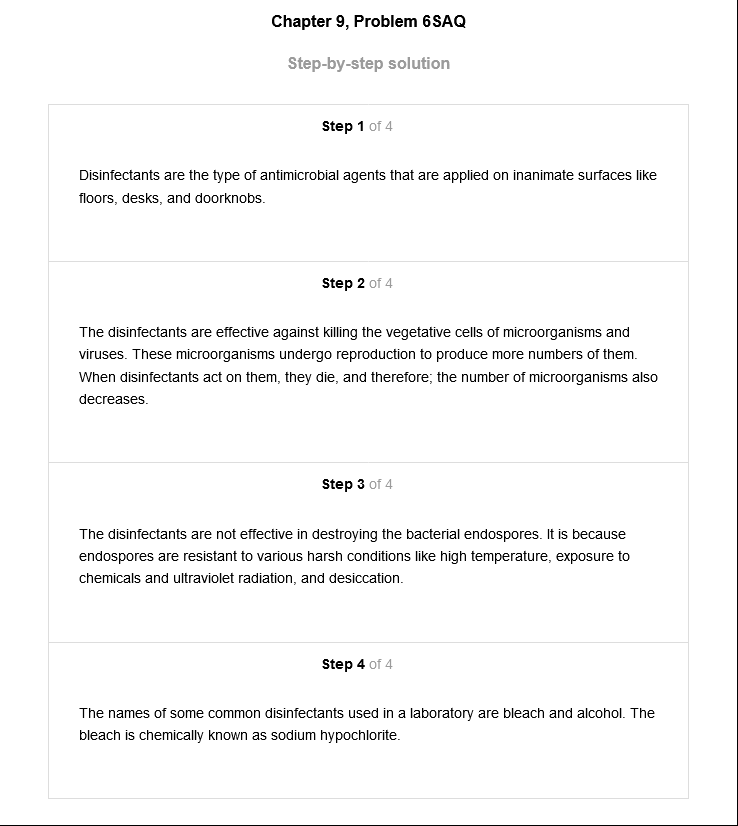 Chapter 9, Problem 6SAQ
Step-by-step solution
Step 1 of 4
Disinfectants are the type of antimicrobial agents that are applied on inanimate surfaces like
floors, desks, and doorknobs.
Step 2 of 4
The disinfectants are effective against killing the vegetative cells of microorganisms and
viruses. These microorganisms undergo reproduction to produce more numbers of them.
When disinfectants act on them, they die, and therefore; the number of microorganisms also
decreases.
Step 3 of 4
The disinfectants are not effective in destroying the bacterial endospores. It is because
endospores are resistant to various harsh conditions like high temperature, exposure to
chemicals and ultraviolet radiation, and desiccation.
Step 4 of 4
The names of some common disinfectants used in a laboratory are bleach and alcohol. The
bleach is chemically known as sodium hypochlorite.